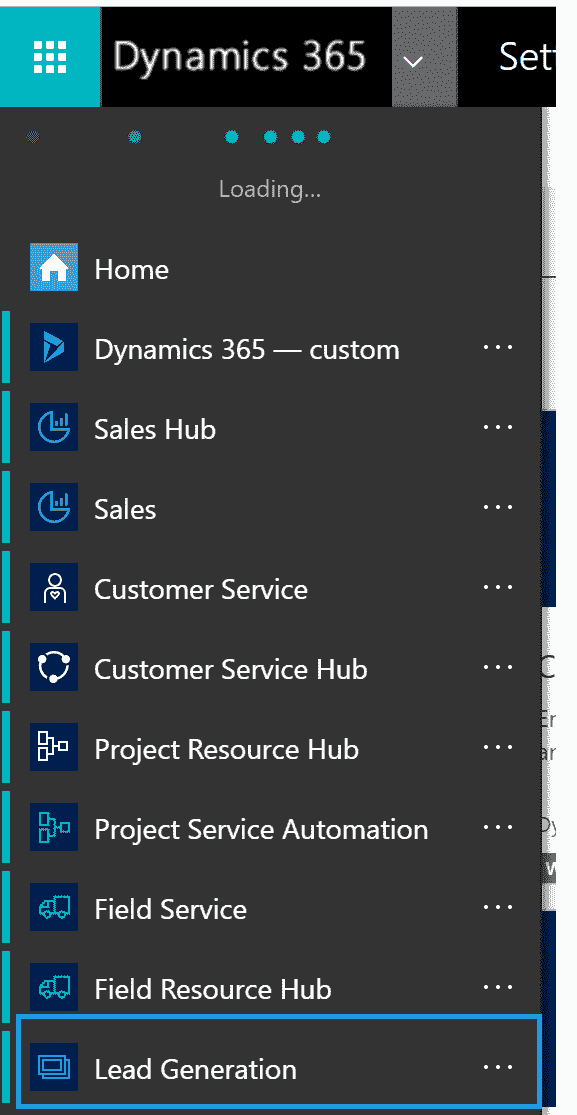 Dynamics 365
Loading...
Home
Dynamics 365 — custom
Sales Hub
Sales
Customer Service
Customer Service Hub
Project Resource Hub
Project Service Automation
Field Service
Field Resource Hub
Lead Generation